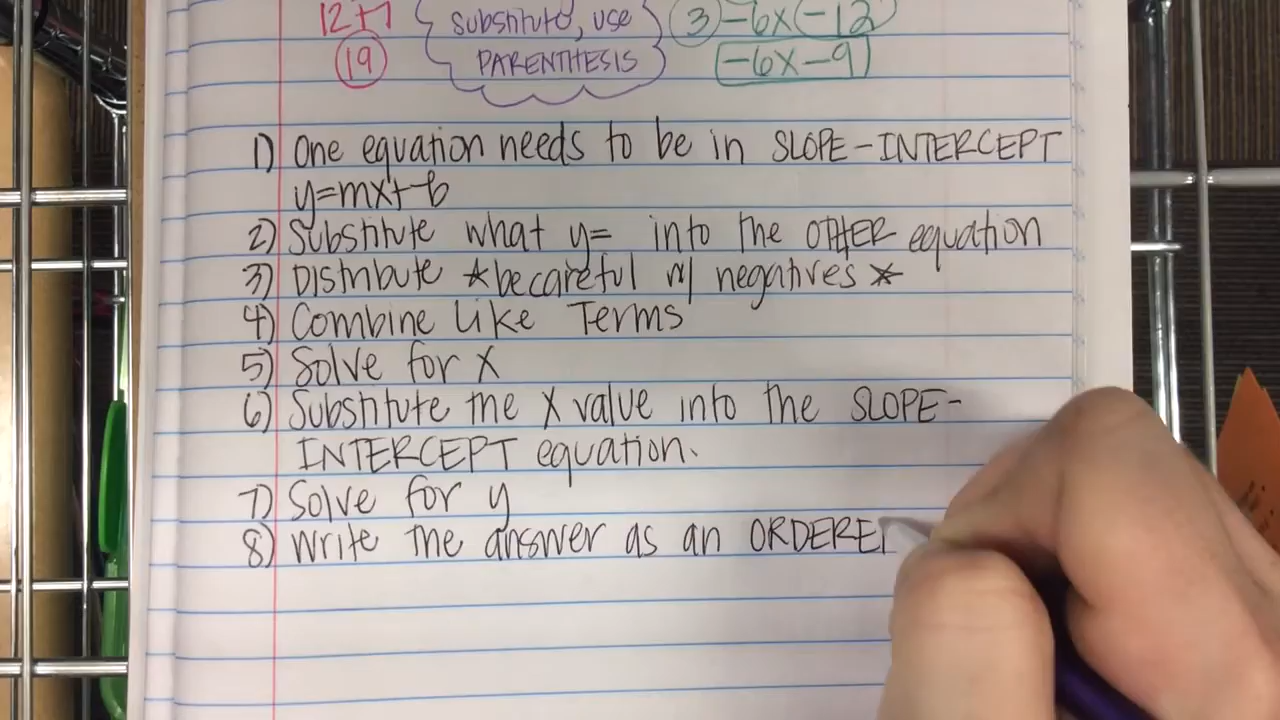 12+7 substitute, use 3 -6x -12
19 PARENTHESIS -6x-9
1) One equation needs to be in SLOPE-INTERCEPT
y=mx+b
2) Substitute what y= into the OTHER equation
3) Distribute *be careful w/ negatives *
4) Combine Like Terms
5) Solve for x
6) Substitute the x value into the SLOPE-
INTERCEPT equation.
7) Solve for y
8) Write the answer as an ORDERE